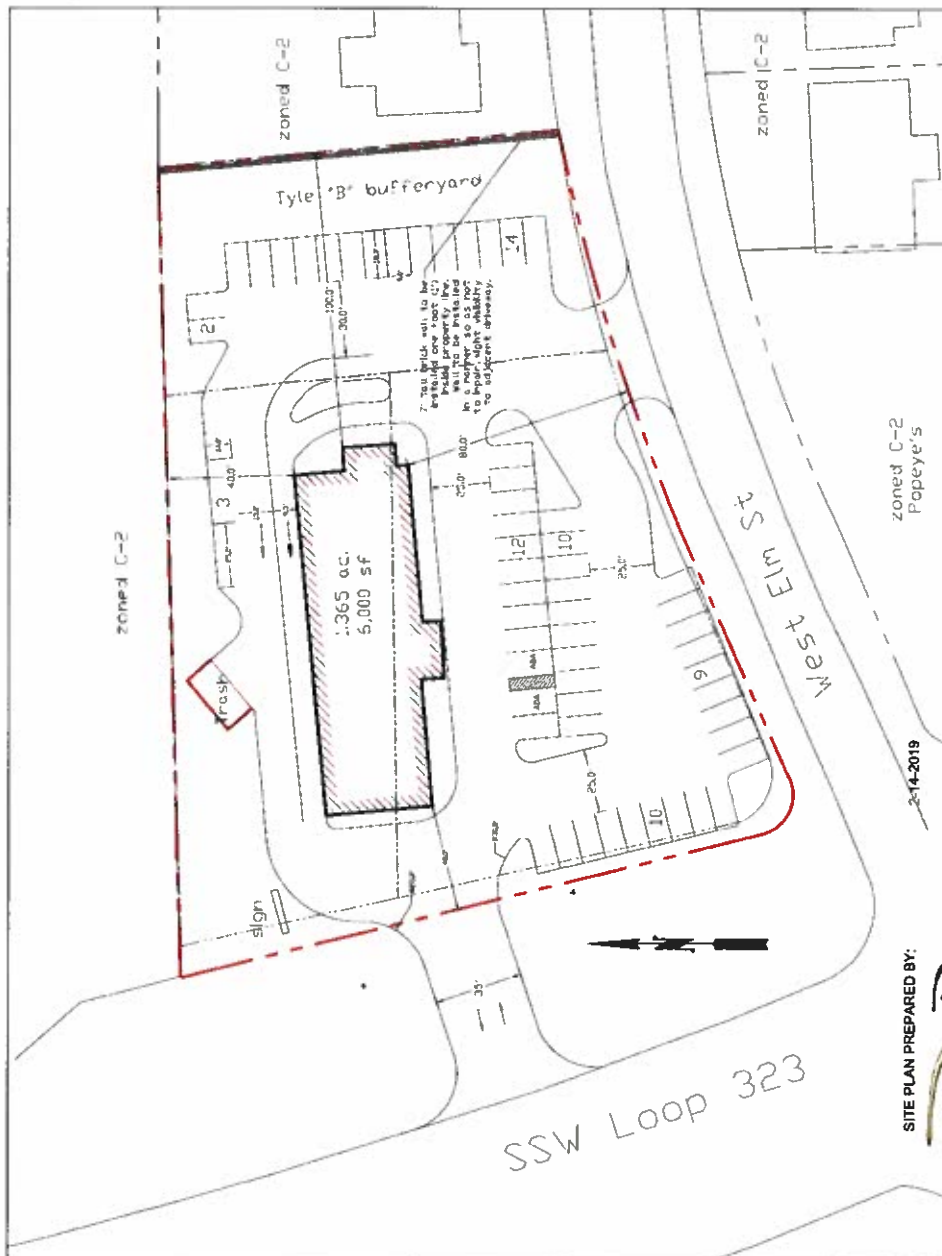 zoned C-2
zoned C-2
zoned C-2
Tyle "B" bufferyard
2
14
100.0'
30.0'
7' Tall brick wall to be
installed one foot (1')
inside property line.
Wall to be installed
in a manner so as not
to impair sight visibility
to adjacent driveway.
3
40.0'
80.0'
25.0'
1.365 ac.
6,000 sf
Trash
12
10
25.0'
ADA
ADA
9
25.0'
10
sign
35'
West Elm St
zoned C-2
Popeye's
SSW Loop 323
2-14-2019
SITE PLAN PREPARED BY: